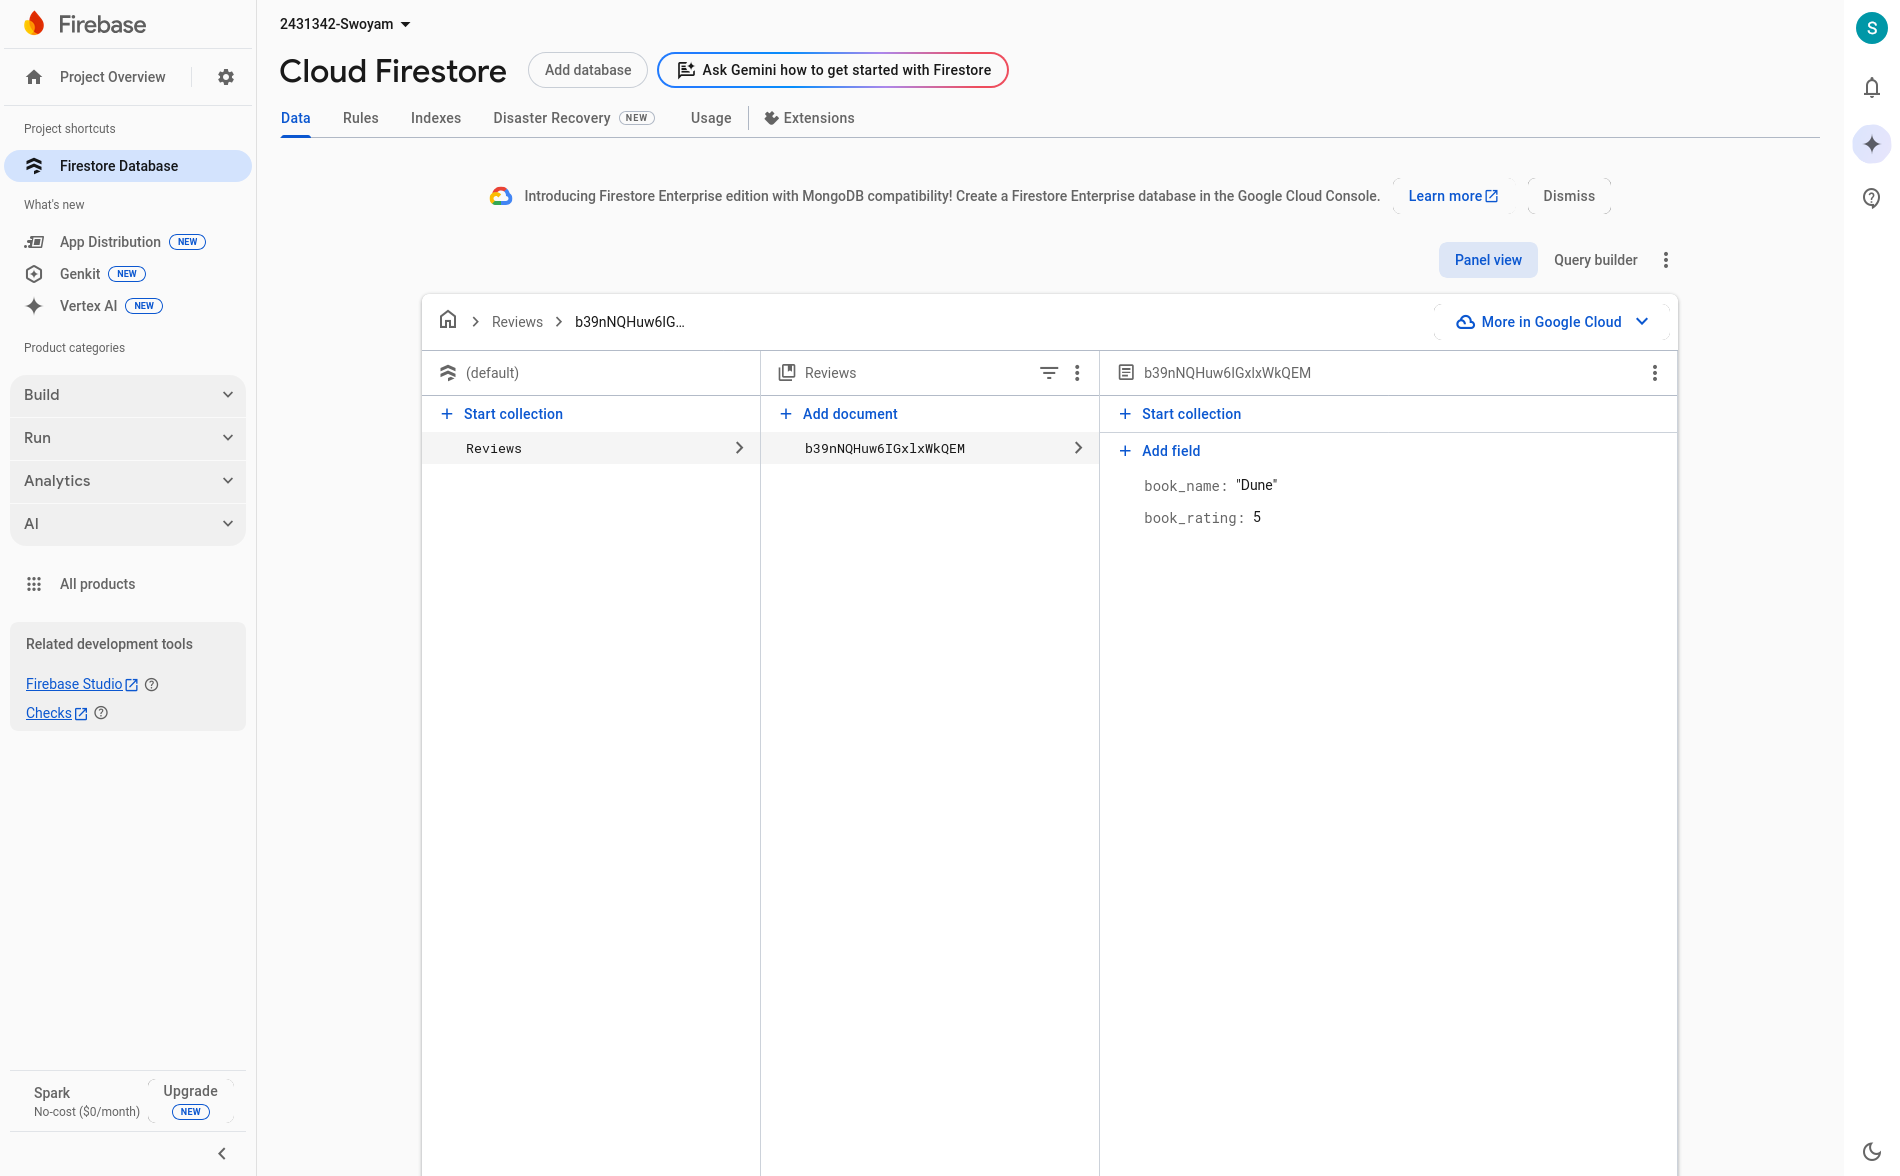 Firebase
Project Overview
Project shortcuts
Firestore Database
What's new
App Distribution NEW
Genkit NEW
Vertex AI NEW
Product categories
Build
Run
Analytics
AI
All products
Related development tools
Firebase Studio
Checks
Spark
No-cost ($0/month)
Upgrade
NEW
2431342-Swoyam
Cloud Firestore Add database Ask Gemini how to get started with Firestore
Data Rules Indexes Disaster Recovery NEW Usage Extensions
Introducing Firestore Enterprise edition with MongoDB compatibility! Create a Firestore Enterprise database in the Google Cloud Console. Learn more Dismiss
Panel view Query builder
Reviews b39nNQHuw6IG... More in Google Cloud
(default)
Start collection
Reviews
Reviews
Add document
b39nNQHuw6IGxlxWkQEM
b39nNQHuw6IGxlxWkQEM
Start collection
Add field
book_name: "Dune"
book_rating: 5
S